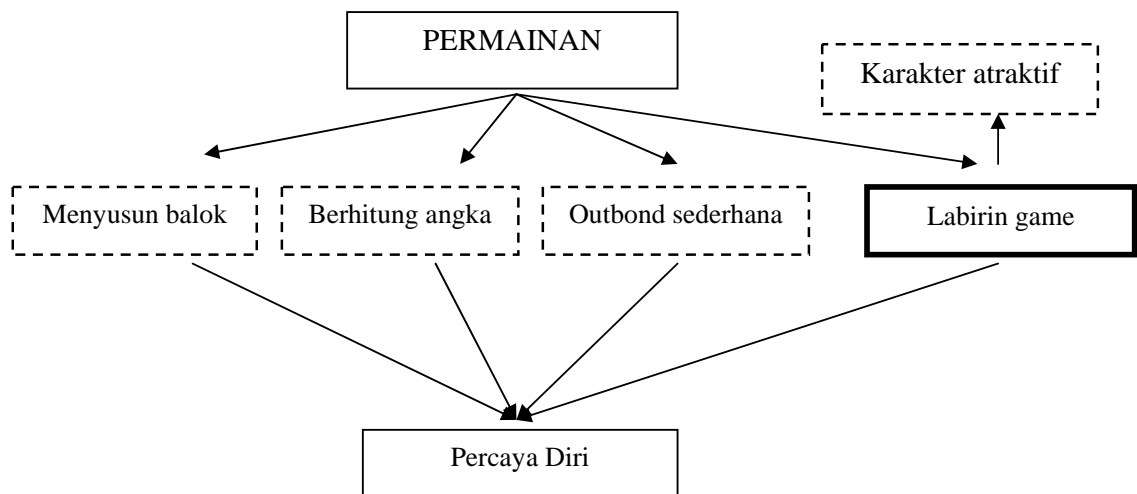 PERMAINAN
Karakter atraktif
Menyusun balok
Berhitung angka
Outbond sederhana
Labirin game
Percaya Diri